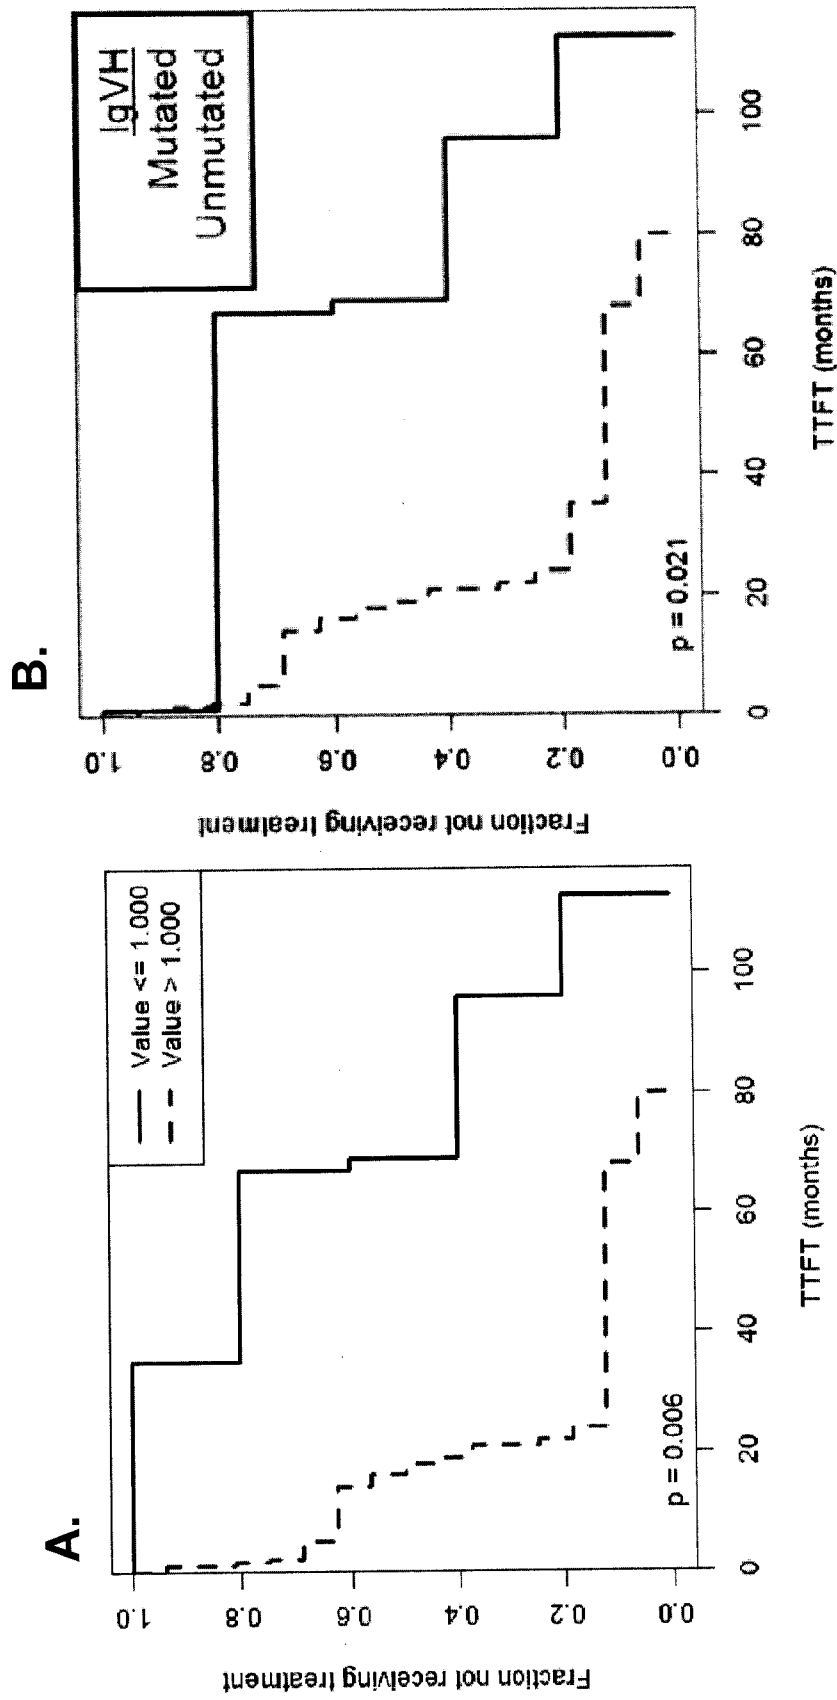 A.
Fraction not receiving treatment
1.0
0.8
0.6
0.4
0.2
0.0
Value <= 1.000
Value > 1.000
p = 0.006
0
20
40
60
80
100
TTFT (months)
B.
Fraction not receiving treatment
1.0
0.8
0.6
0.4
0.2
0.0
IgVH
Mutated
Unmutated
p = 0.021
0
20
40
60
80
100
TTFT (months)